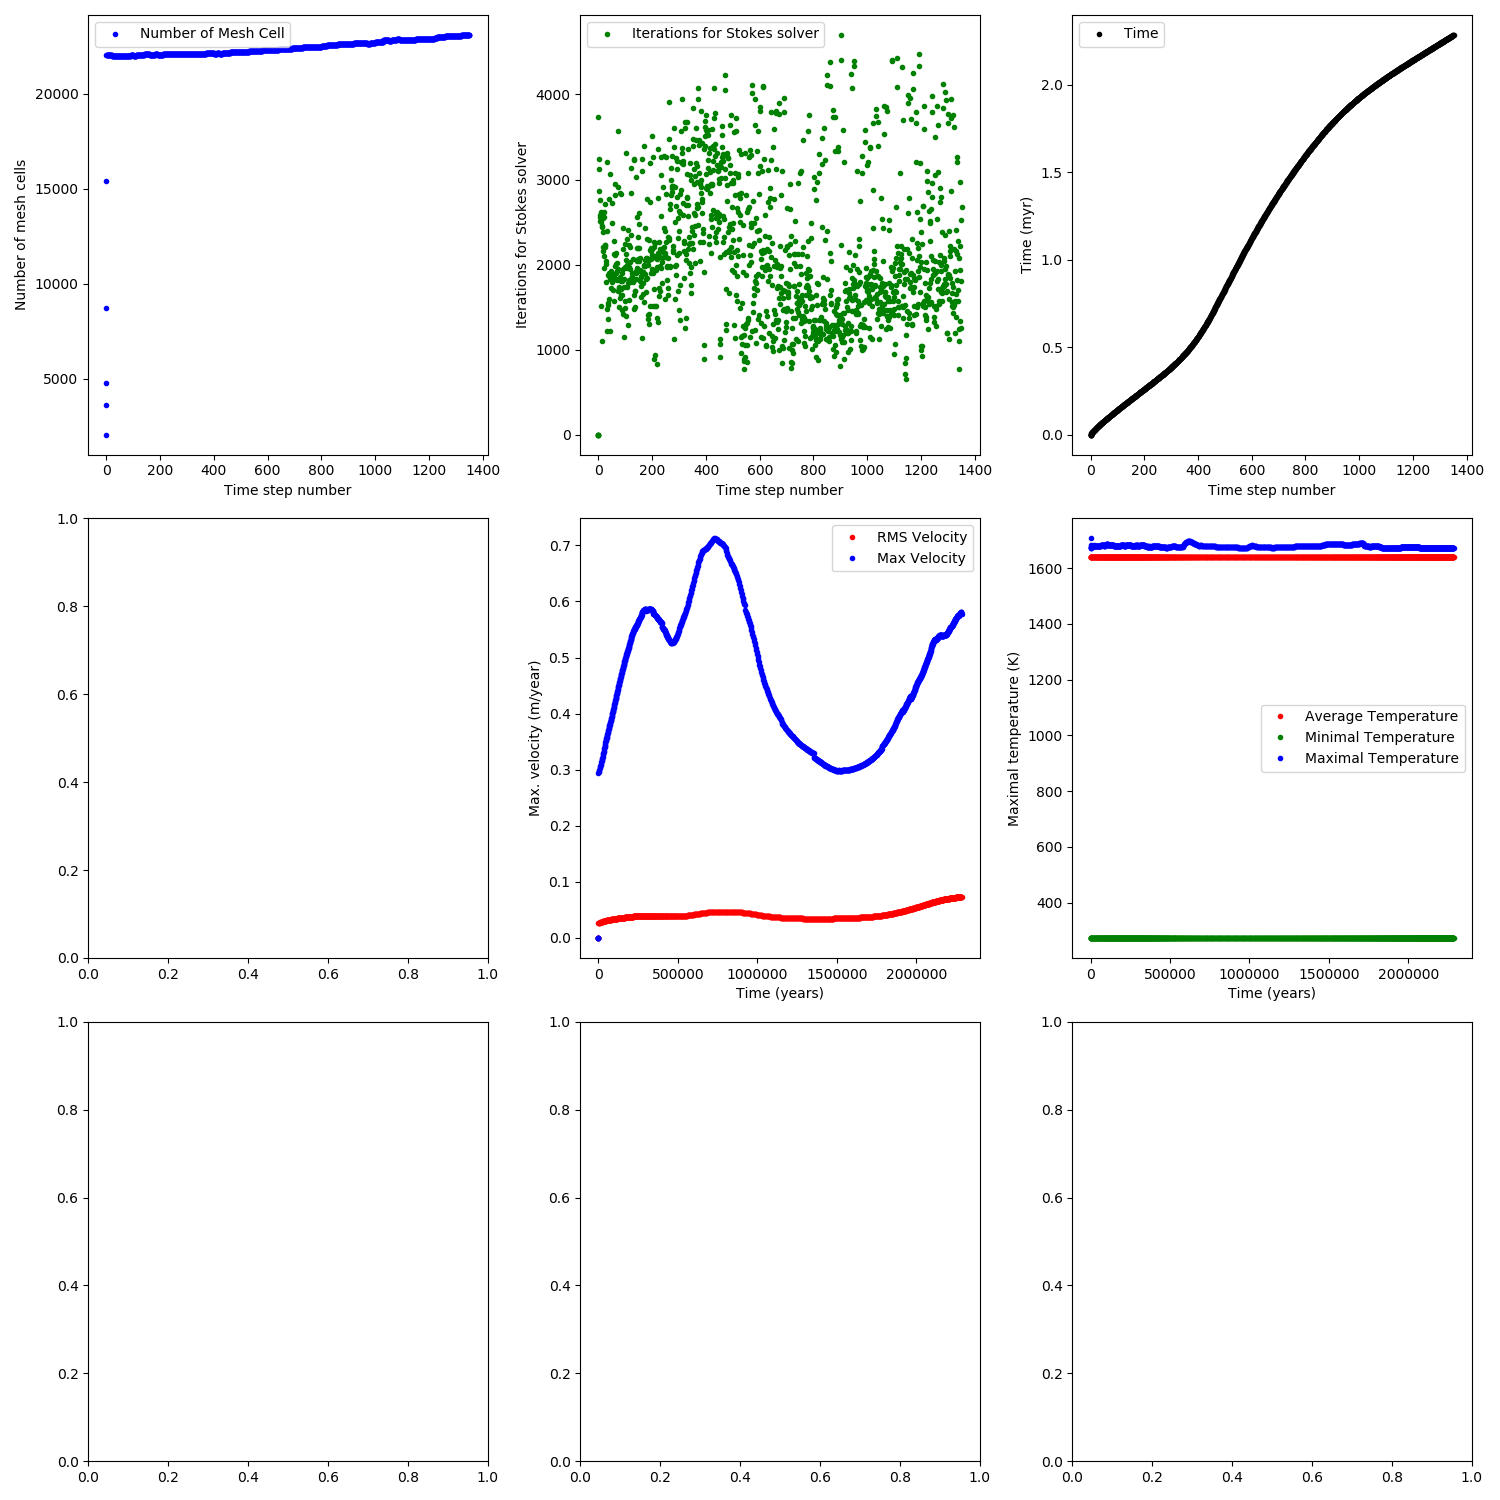 Number of Mesh Cell
Number of mesh cells
20000
15000
10000
5000
0 200 400 600 800 1000 1200 1400
Time step number
Iterations for Stokes solver
Iterations for Stokes solver
4000
3000
2000
1000
0
0 200 400 600 800 1000 1200 1400
Time step number
Time
Time (myr)
2.0
1.5
1.0
0.5
0.0
0 200 400 600 800 1000 1200 1400
Time step number
1.0
0.8
0.6
0.4
0.2
0.0
0.0 0.2 0.4 0.6 0.8 1.0
RMS Velocity
Max Velocity
Max. velocity (m/year)
0.7
0.6
0.5
0.4
0.3
0.2
0.1
0.0
0 500000 1000000 1500000 2000000
Time (years)
Average Temperature
Minimal Temperature
Maximal Temperature
Maximal temperature (K)
1600
1400
1200
1000
800
600
400
0 500000 1000000 1500000 2000000
Time (years)
1.0
0.8
0.6
0.4
0.2
0.0
0.0 0.2 0.4 0.6 0.8 1.0
1.0
0.8
0.6
0.4
0.2
0.0
0.0 0.2 0.4 0.6 0.8 1.0
1.0
0.8
0.6
0.4
0.2
0.0
0.0 0.2 0.4 0.6 0.8 1.0